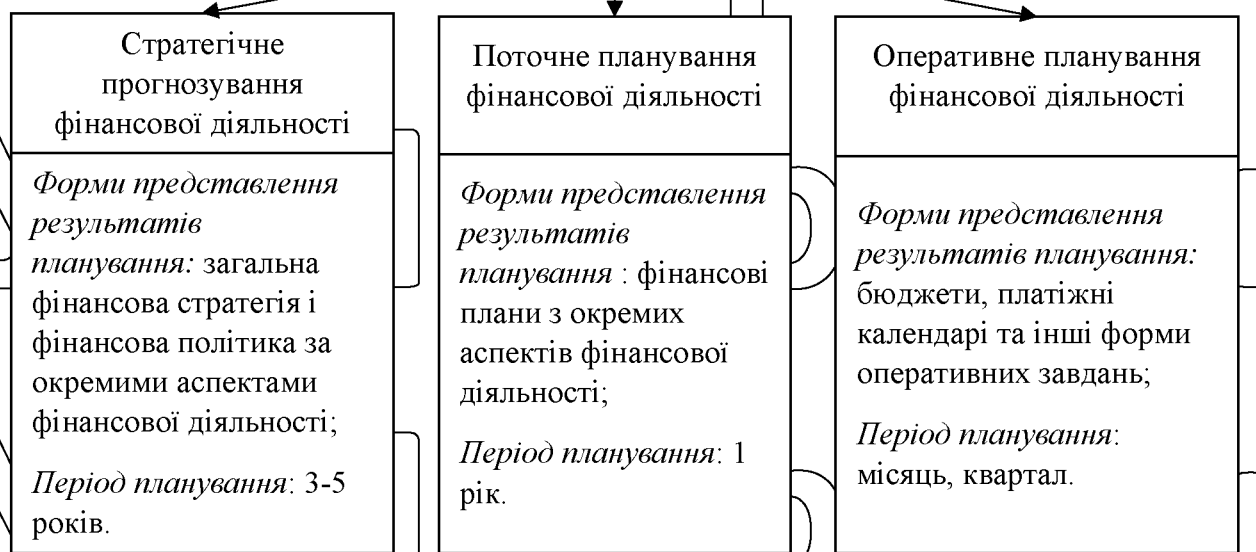 Стратегічне
прогнозування
фінансової діяльності
Форми представлення
результатів
планування: загальна
фінансова стратегія і
фінансова політика за
окремими аспектами
фінансової діяльності;
Період планування: 3-5
років.
Поточне планування
фінансової діяльності
Форми представлення
результатів
планування : фінансові
плани з окремих
аспектів фінансової
діяльності;
Період планування: 1
рік.
Оперативне планування
фінансової діяльності
Форми представлення
результатів планування:
бюджети, платіжні
календарі та інші форми
оперативних завдань;
Період планування:
місяць, квартал.